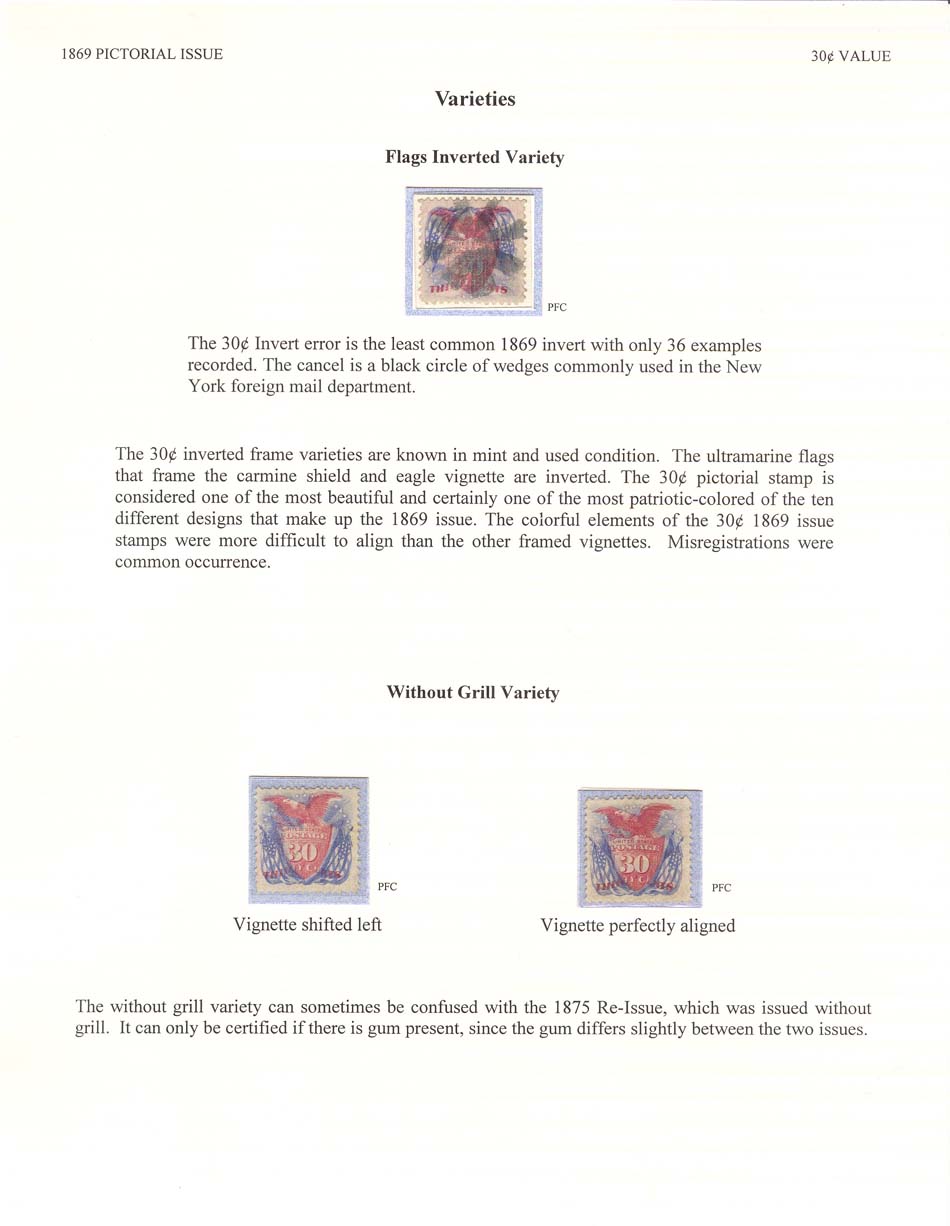 1869 PICTORIAL ISSUE
30¢ VALUE
Varieties
Flags Inverted Variety
30
PFC
The 30¢ Invert error is the least common 1869 invert with only 36 examples
recorded. The cancel is a black circle of wedges commonly used in the New
York foreign mail department.
The 30¢ inverted frame varieties are known in mint and used condition. The ultramarine flags
that frame the carmine shield and eagle vignette are inverted. The 30¢ pictorial stamp is
considered one of the most beautiful and certainly one of the most patriotic-colored of the ten
different designs that make up the 1869 issue. The colorful elements of the 30¢ 1869 issue
stamps were more difficult to align than the other framed vignettes. Misregistrations were
common occurrence.
Without Grill Variety
POSTAGE
30
PFC
POSTAGE
30
PFC
Vignette shifted left
Vignette perfectly aligned
The without grill variety can sometimes be confused with the 1875 Re-Issue, which was issued without
grill. It can only be certified if there is gum present, since the gum differs slightly between the two issues.